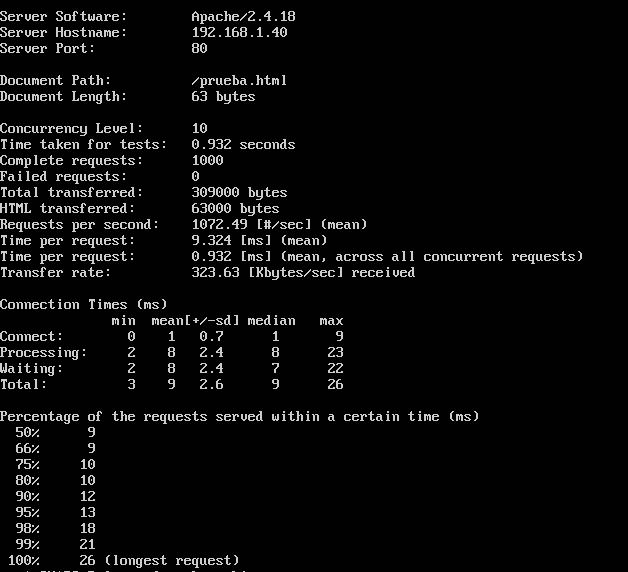 Server Software: Apache/2.4.18
Server Hostname: 192.168.1.40
Server Port: 80
Document Path: /prueba.html
Document Length: 63 bytes
Concurrency Level: 10
Time taken for tests: 0.932 seconds
Complete requests: 1000
Failed requests: 0
Total transferred: 309000 bytes
HTML transferred: 63000 bytes
Requests per second: 1072.49 [#/sec] (mean)
Time per request: 9.324 [ms] (mean)
Time per request: 0.932 [ms] (mean, across all concurrent requests)
Transfer rate: 323.63 [Kbytes/sec] received
Connection Times (ms)
min mean[+/-sd] median max
Connect: 0 1 0.7 1 9
Processing: 2 8 2.4 8 23
Waiting: 2 8 2.4 7 22
Total: 3 9 2.6 9 26
Percentage of the requests served within a certain time (ms)
50% 9
66% 9
75% 10
80% 10
90% 12
95% 13
98% 18
99% 21
100% 26 (longest request)